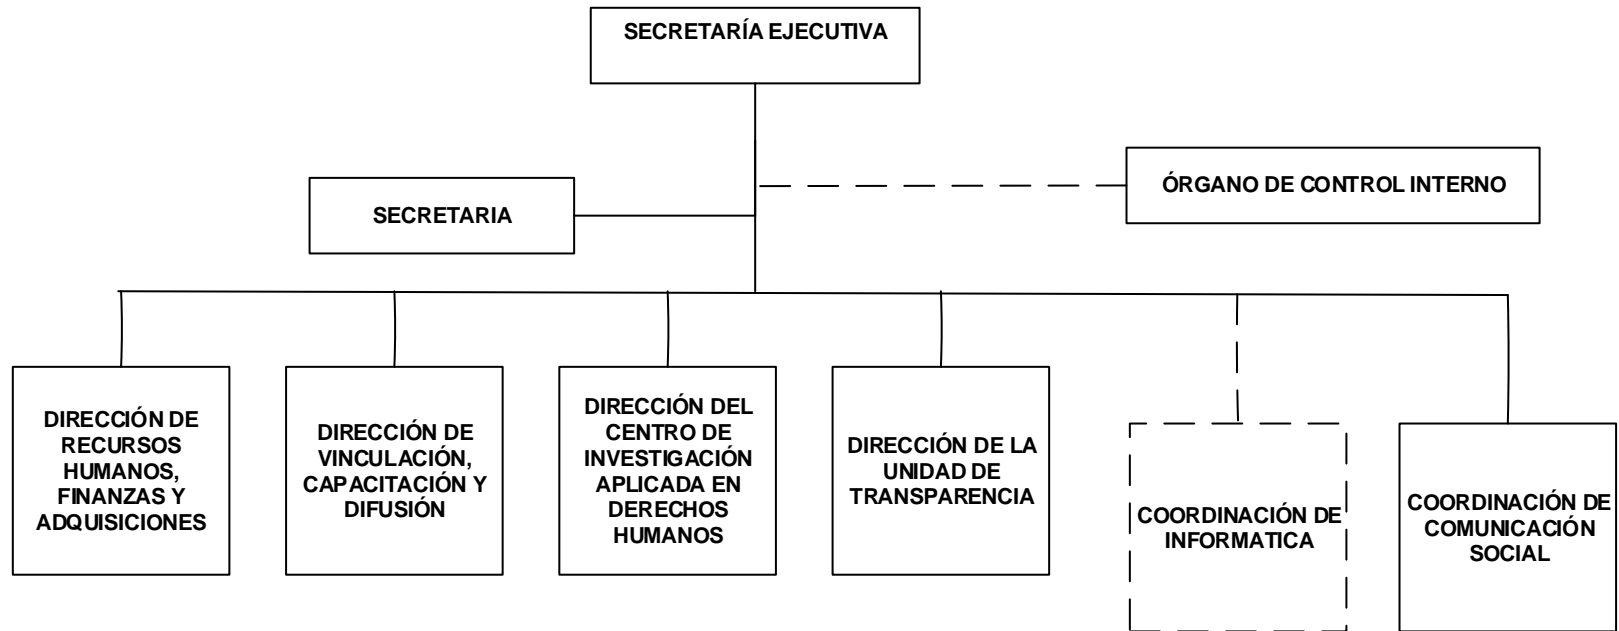 SECRETARÍA EJECUTIVA
ÓRGANO DE CONTROL INTERNO
SECRETARIA
DIRECCIÓN DE
RECURSOS
HUMANOS,
FINANZAS Y
ADQUISICIONES
DIRECCIÓN DE
VINCULACIÓN,
CAPACITACIÓN Y
DIFUSIÓN
DIRECCIÓN DEL
CENTRO DE
INVESTIGACIÓN
APLICADA EN
DERECHOS
HUMANOS
DIRECCIÓN DE LA
UNIDAD DE
TRANSPARENCIA
COORDINACIÓN DE
INFORMATICA
COORDINACIÓN DE
COMUNICACIÓN
SOCIAL